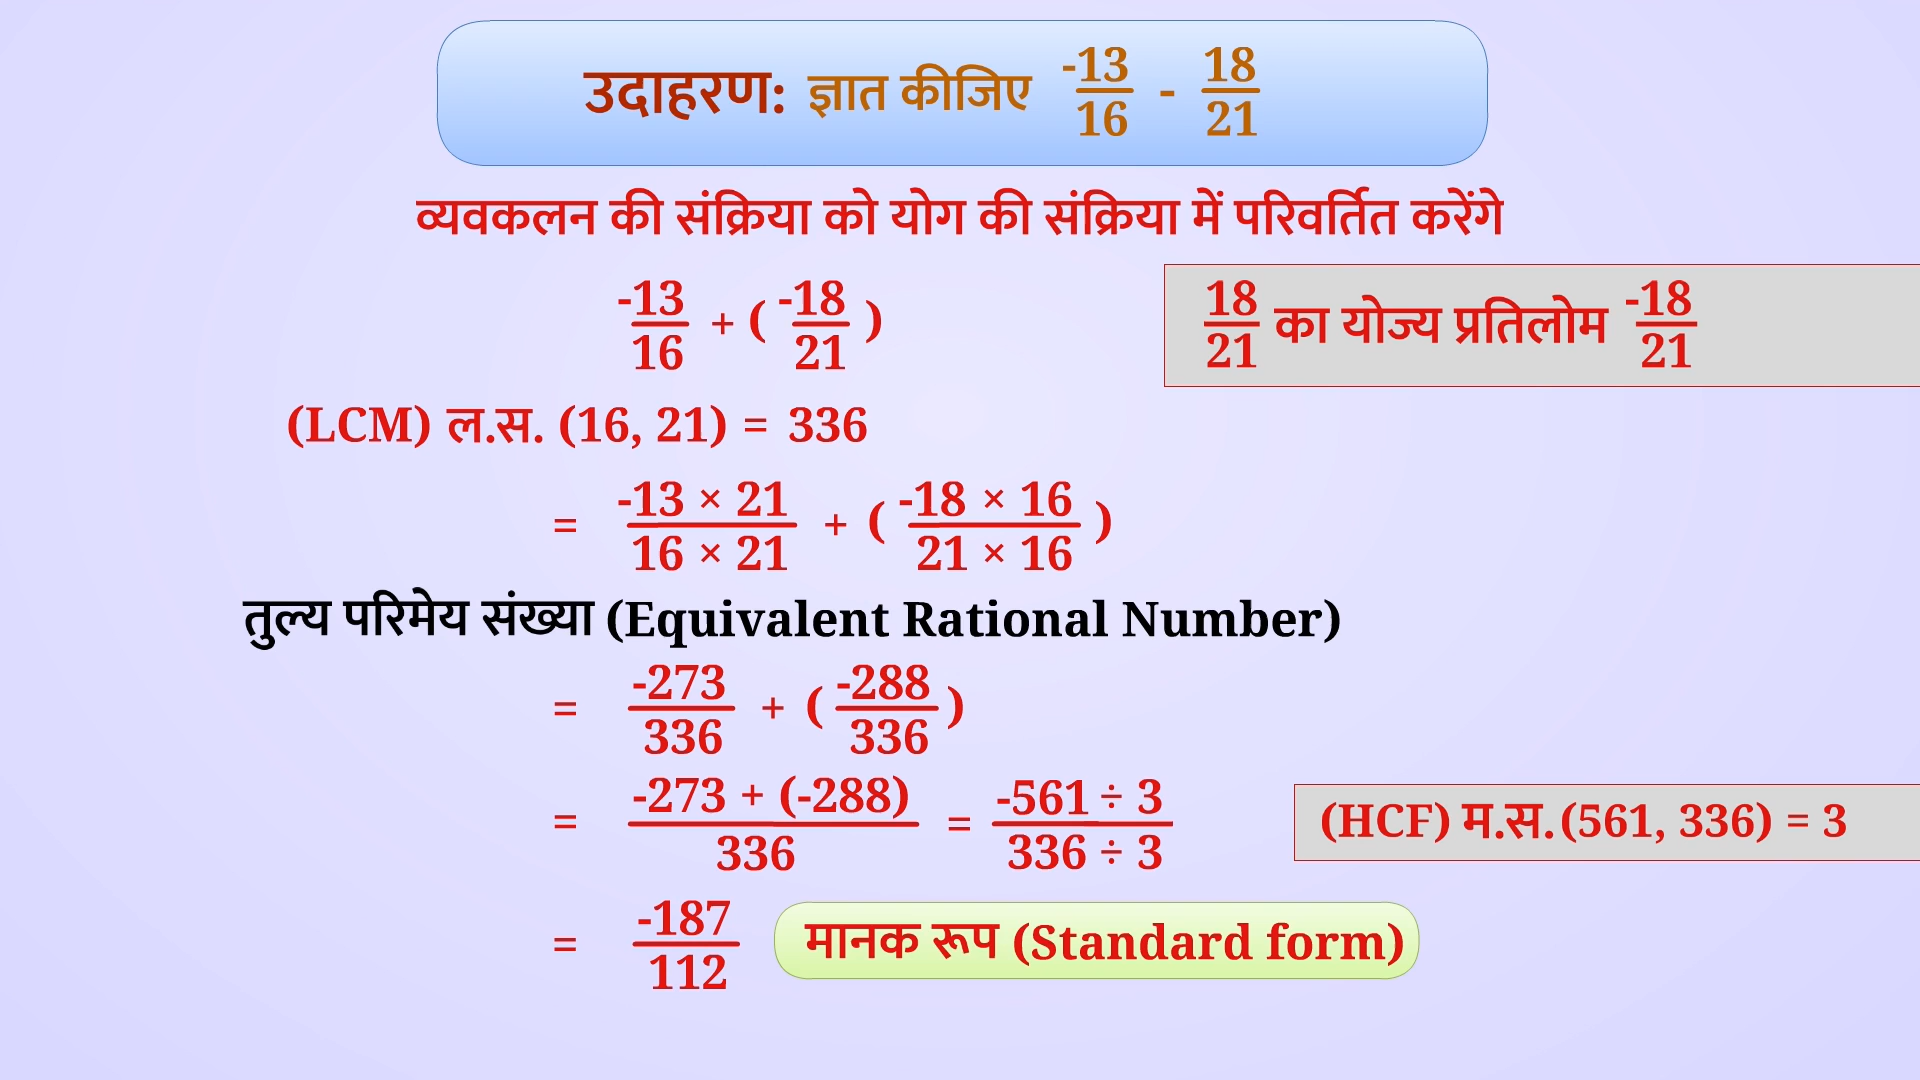 उदाहरण: ज्ञात कीजिए -13/16 - 18/21
व्यवकलन की संक्रिया को योग की संक्रिया में परिवर्तित करेंगे
-13/16 + ( -18/21 )
18/21 का योज्य प्रतिलोम -18/21
(LCM) ल.स. (16, 21) = 336
= -13 × 21/16 × 21 + ( -18 × 16/21 × 16 )
तुल्य परिमेय संख्या (Equivalent Rational Number)
= -273/336 + ( -288/336 )
= -273 + (-288)/336 = -561 ÷ 3/336 ÷ 3
(HCF) म.स. (561, 336) = 3
= -187/112 मानक रूप (Standard form)